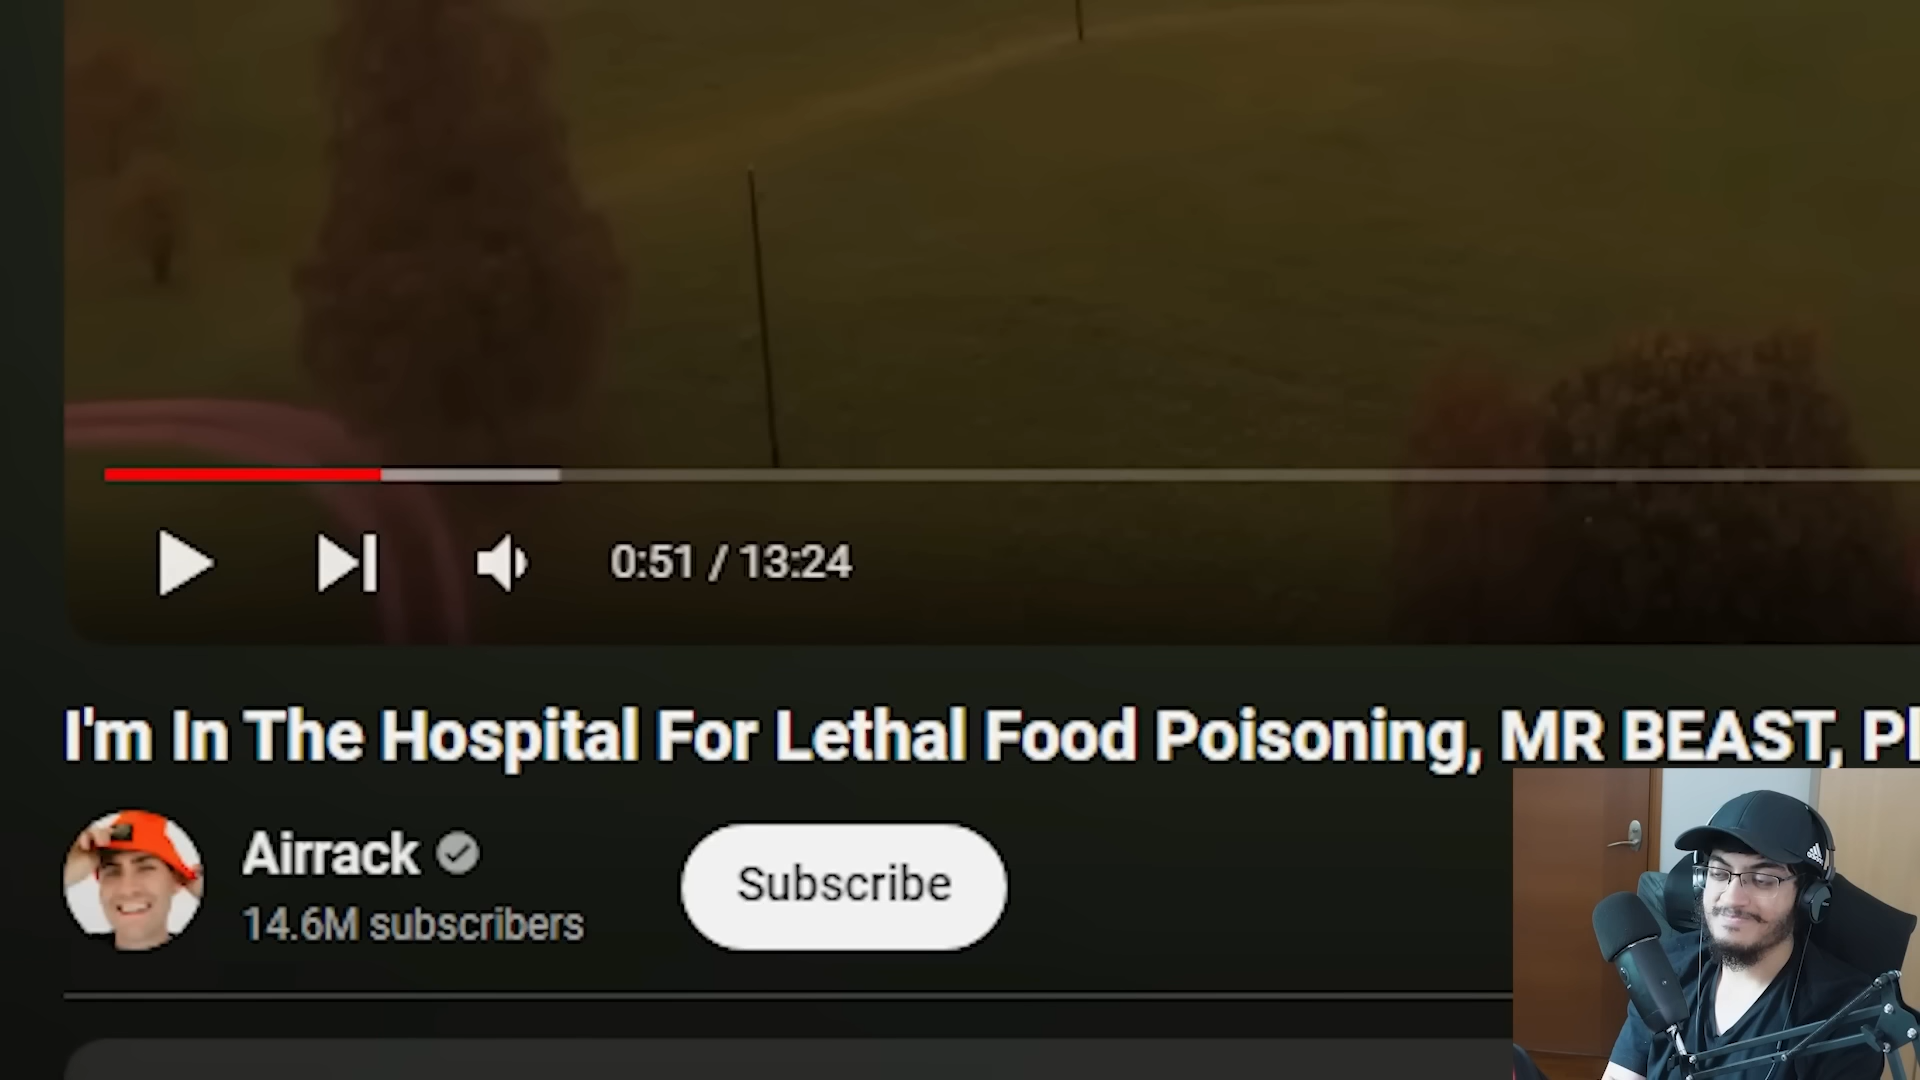 0:51 / 13:24
I'm In The Hospital For Lethal Food Poisoning, MR BEAST,
Airrack
14.6M subscribers
Subscribe